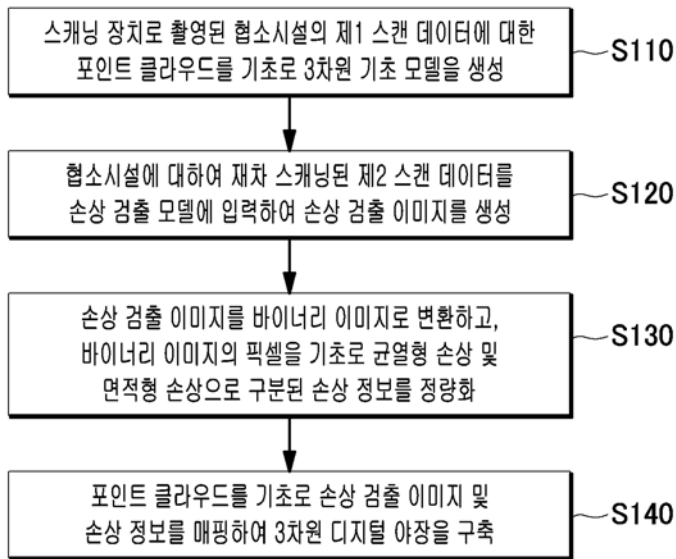 스캐닝 장치로 촬영된 협소시설의 제1 스캔 데이터에 대한
포인트 클라우드를 기초로 3차원 기초 모델을 생성
S110
협소시설에 대하여 재차 스캐닝된 제2 스캔 데이터를
손상 검출 모델에 입력하여 손상 검출 이미지를 생성
S120
손상 검출 이미지를 바이너리 이미지로 변환하고,
바이너리 이미지의 픽셀을 기초로 균열형 손상 및
면적형 손상으로 구분된 손상 정보를 정량화
S130
포인트 클라우드를 기초로 손상 검출 이미지 및
손상 정보를 매핑하여 3차원 디지털 야장을 구축
S140